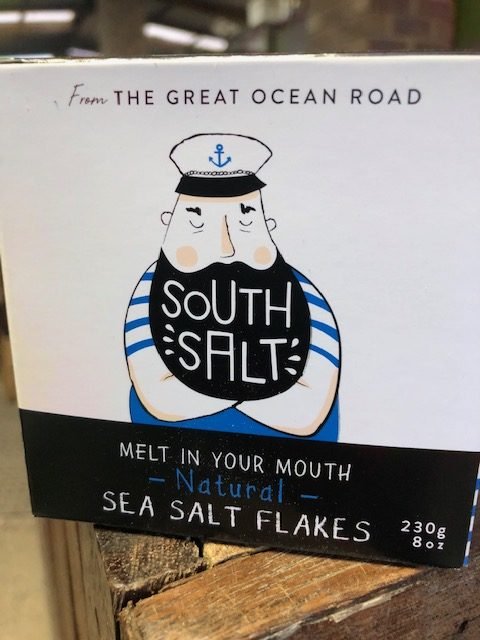 From THE GREAT OCEAN ROAD
SOUTH
SALT
MELT IN YOUR MOUTH
– Natural –
SEA SALT FLAKES
230g
8oz